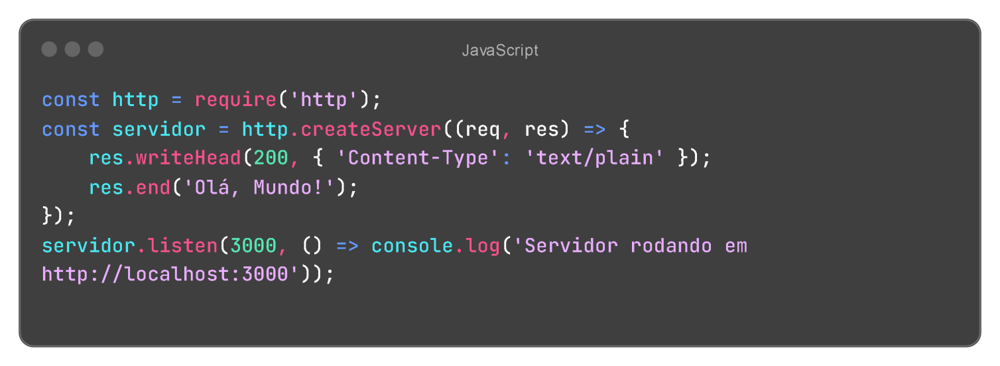 JavaScript
const http = require('http');
const servidor = http.createServer((req, res) => {
    res.writeHead(200, { 'Content-Type': 'text/plain' });
    res.end('Olá, Mundo!');
});
servidor.listen(3000, () => console.log('Servidor rodando em
http://localhost:3000'));